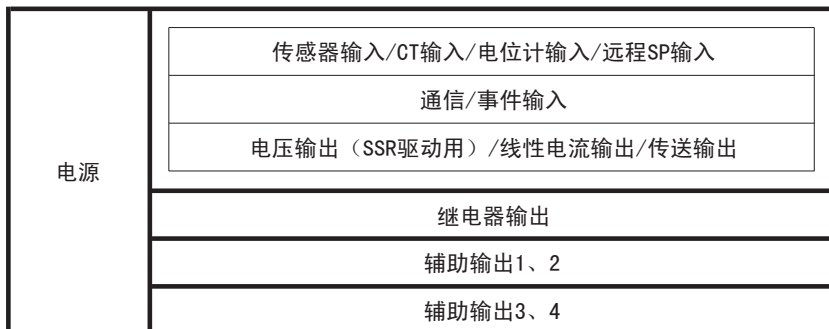 传感器输入/CT输入/电位计输入/远程SP输入
通信/事件输入
电压输出（SSR驱动用）/线性电流输出/传送输出
电源
继电器输出
辅助输出1、2
辅助输出3、4